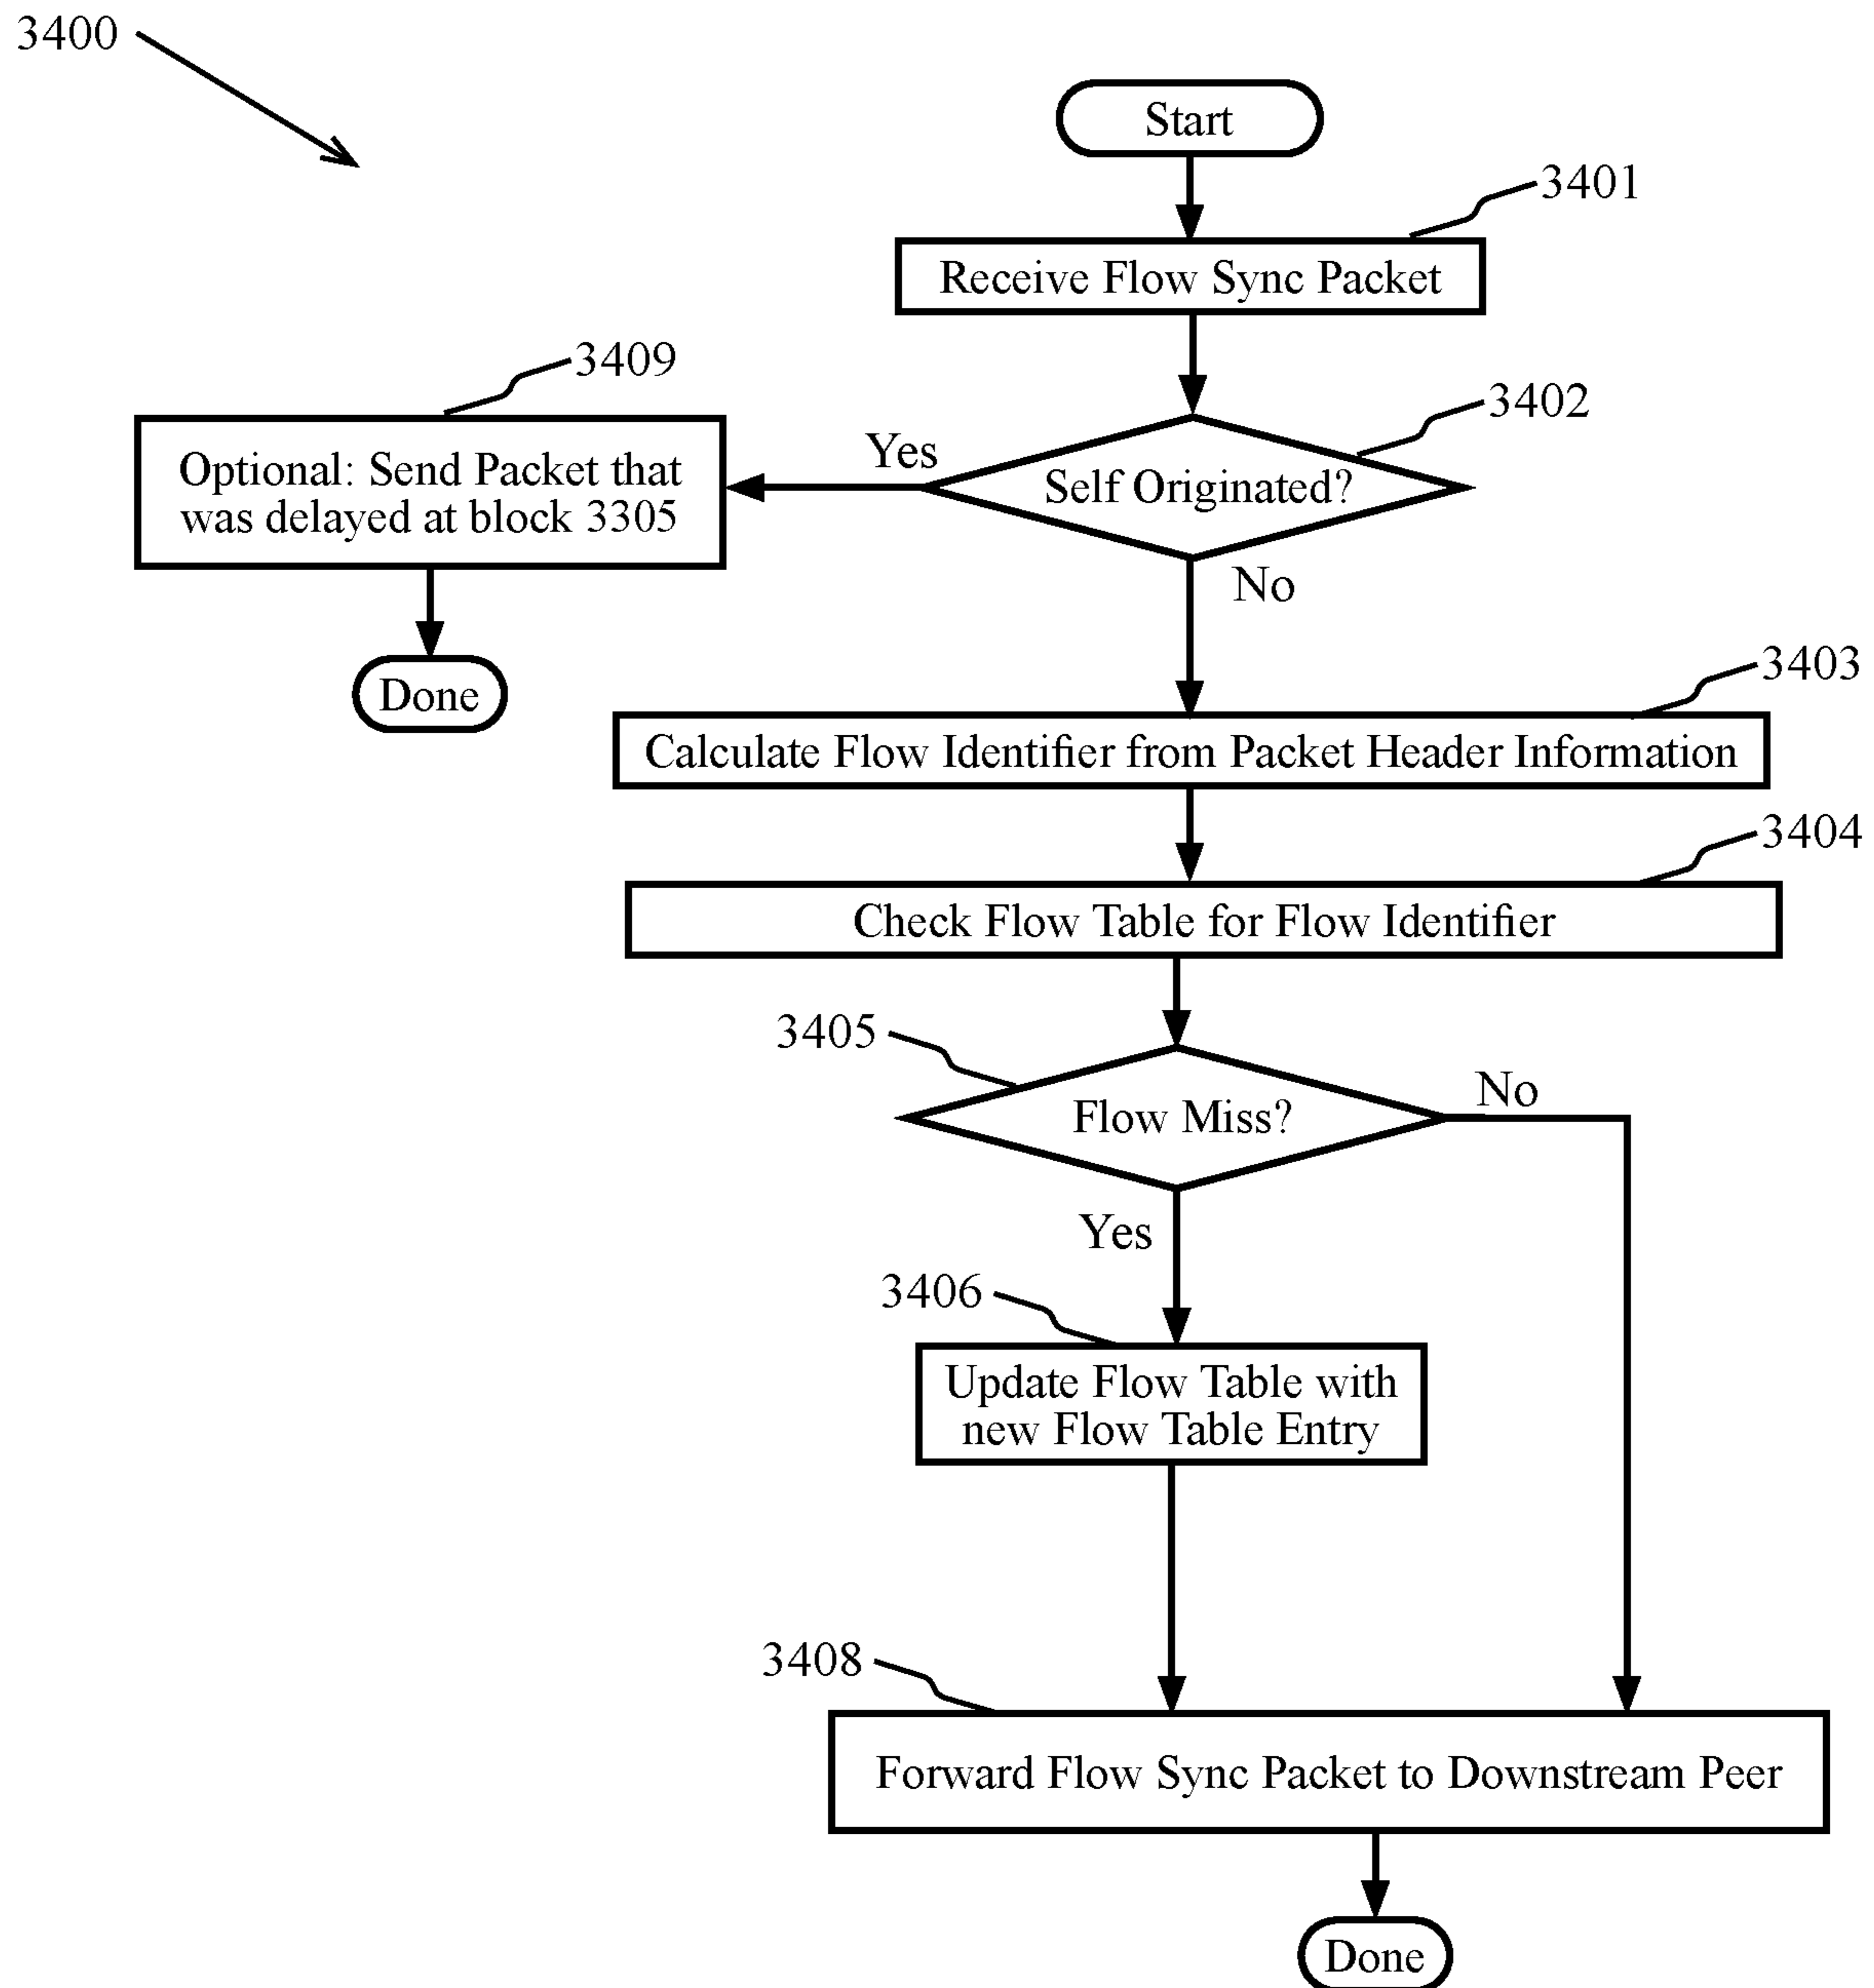 3400
Start
3401
Receive Flow Sync Packet
3409
3402
Optional: Send Packet that
was delayed at block 3305
Yes
Self Originated?
No
Done
3403
Calculate Flow Identifier from Packet Header Information
3404
Check Flow Table for Flow Identifier
3405
Flow Miss?
No
Yes
3406
Update Flow Table with
new Flow Table Entry
3408
Forward Flow Sync Packet to Downstream Peer
Done